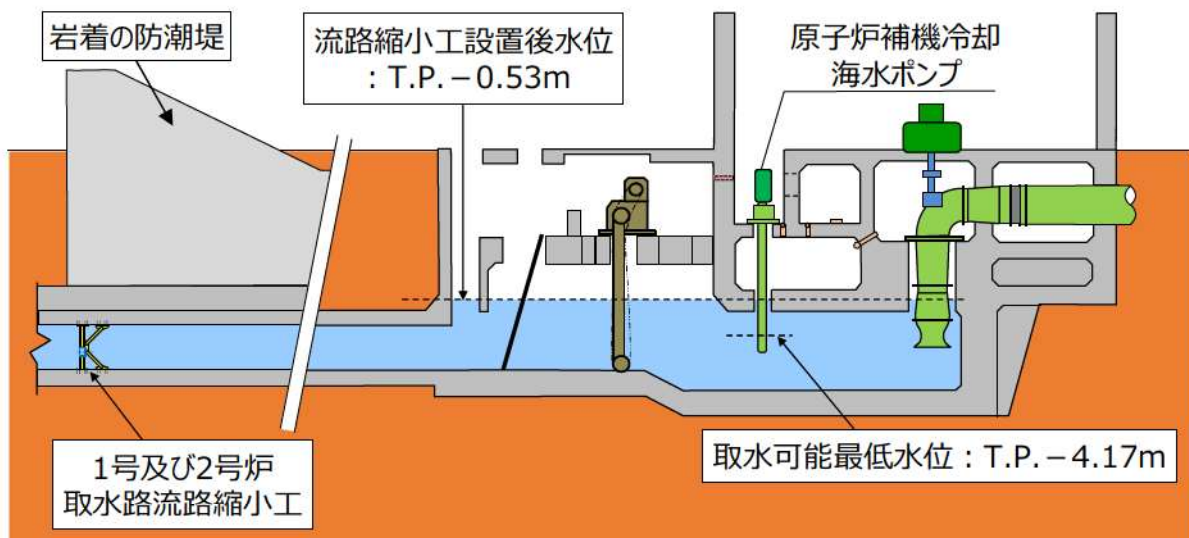 岩着の防潮堤
流路縮小工設置後水位
：T.P.－0.53m
原子炉補機冷却
海水ポンプ
1号及び2号炉
取水路流路縮小工
取水可能最低水位：T.P.－4.17m